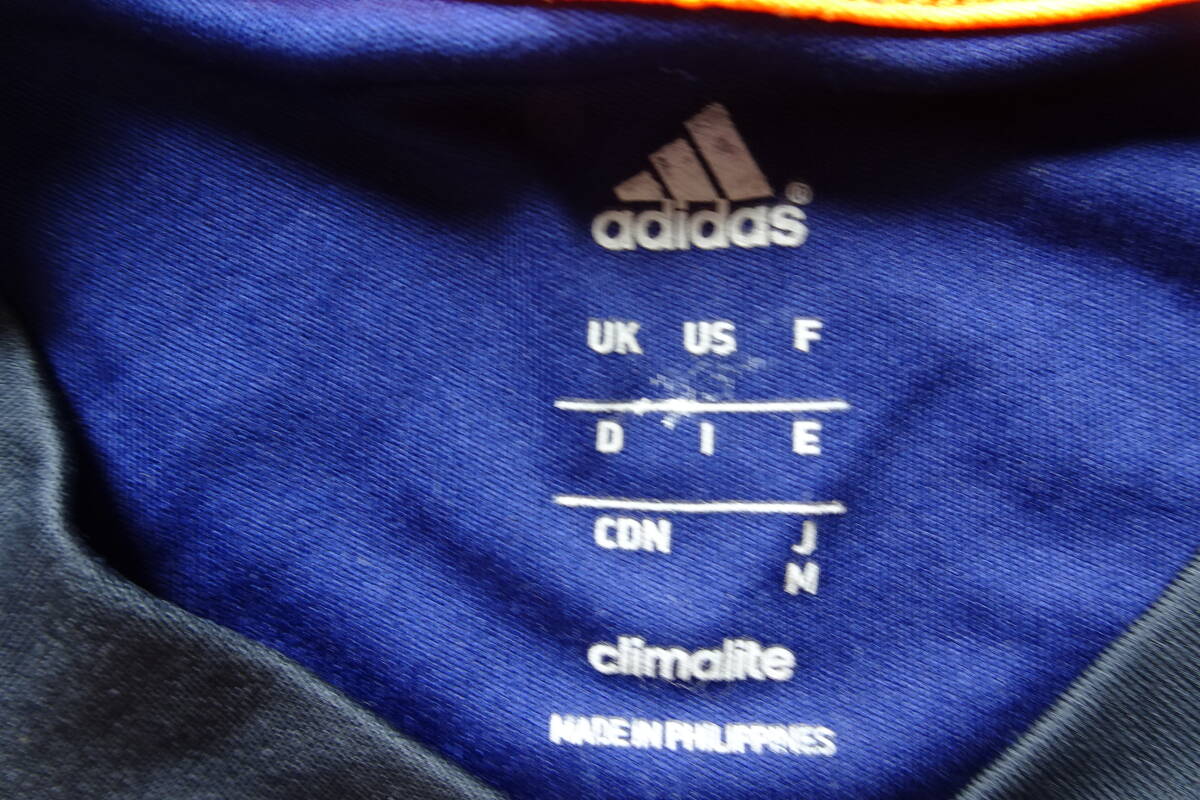 adidas®
UK US F
D I E
CDN J
M
climalite
MADE IN PHILIPPINES